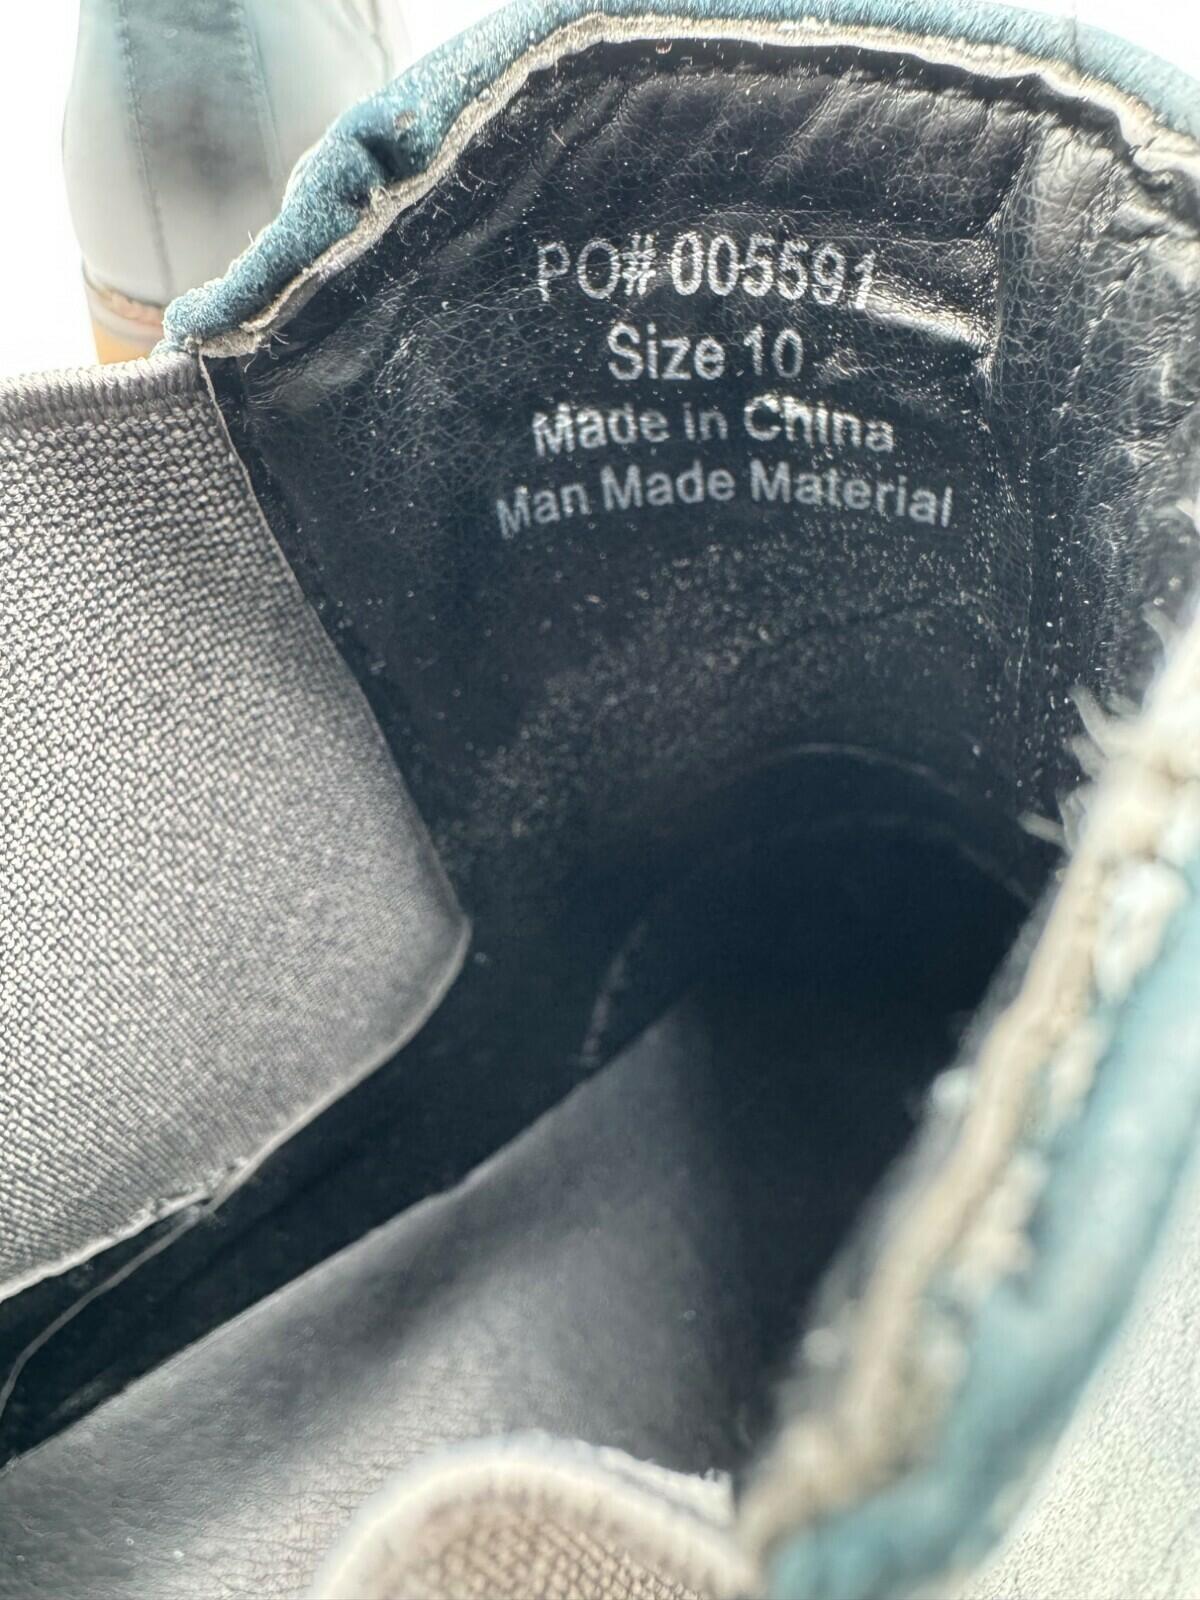 PO# 005591
Size 10
Made in China
Man Made Material